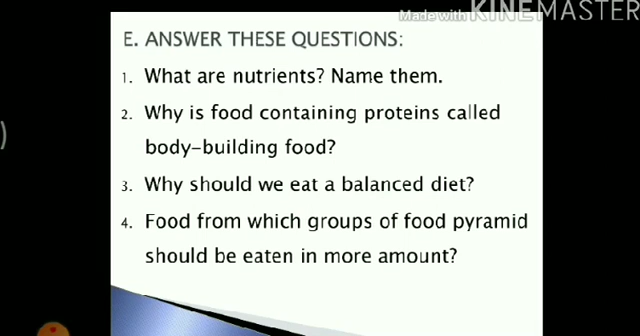 Made with KINEMASTER
E. ANSWER THESE QUESTIONS:
1. What are nutrients? Name them.
2. Why is food containing proteins called
body-building food?
3. Why should we eat a balanced diet?
4. Food from which groups of food pyramid
should be eaten in more amount?